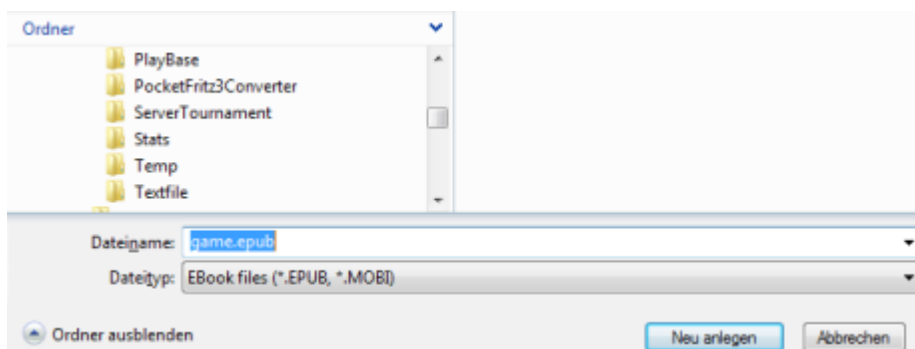 Ordner
PlayBase
PocketFritz3Converter
ServerTournament
Stats
Temp
Textfile
Dateiname: game.epub
Dateityp: EBook files (*.EPUB, *.MOBI)
Ordner ausblenden Neu anlegen Abbrechen